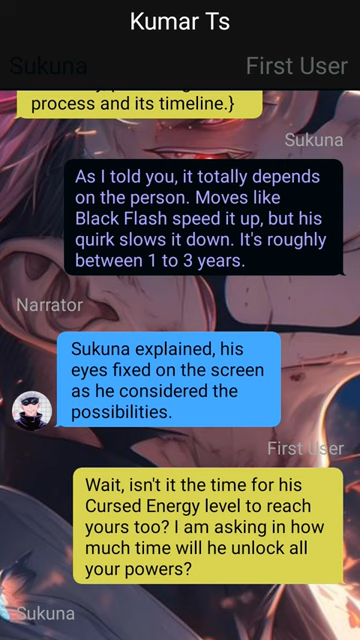 Kumar Ts
Sukuna
First User
process and its timeline.}
Sukuna
As I told you, it totally depends
on the person. Moves like
Black Flash speed it up, but his
quirk slows it down. It's roughly
between 1 to 3 years.
Narrator
Sukuna explained, his
eyes fixed on the screen
as he considered the
possibilities.
First User
Wait, isn't it the time for his
Cursed Energy level to reach
yours too? I am asking in how
much time will he unlock all
your powers?
Sukuna